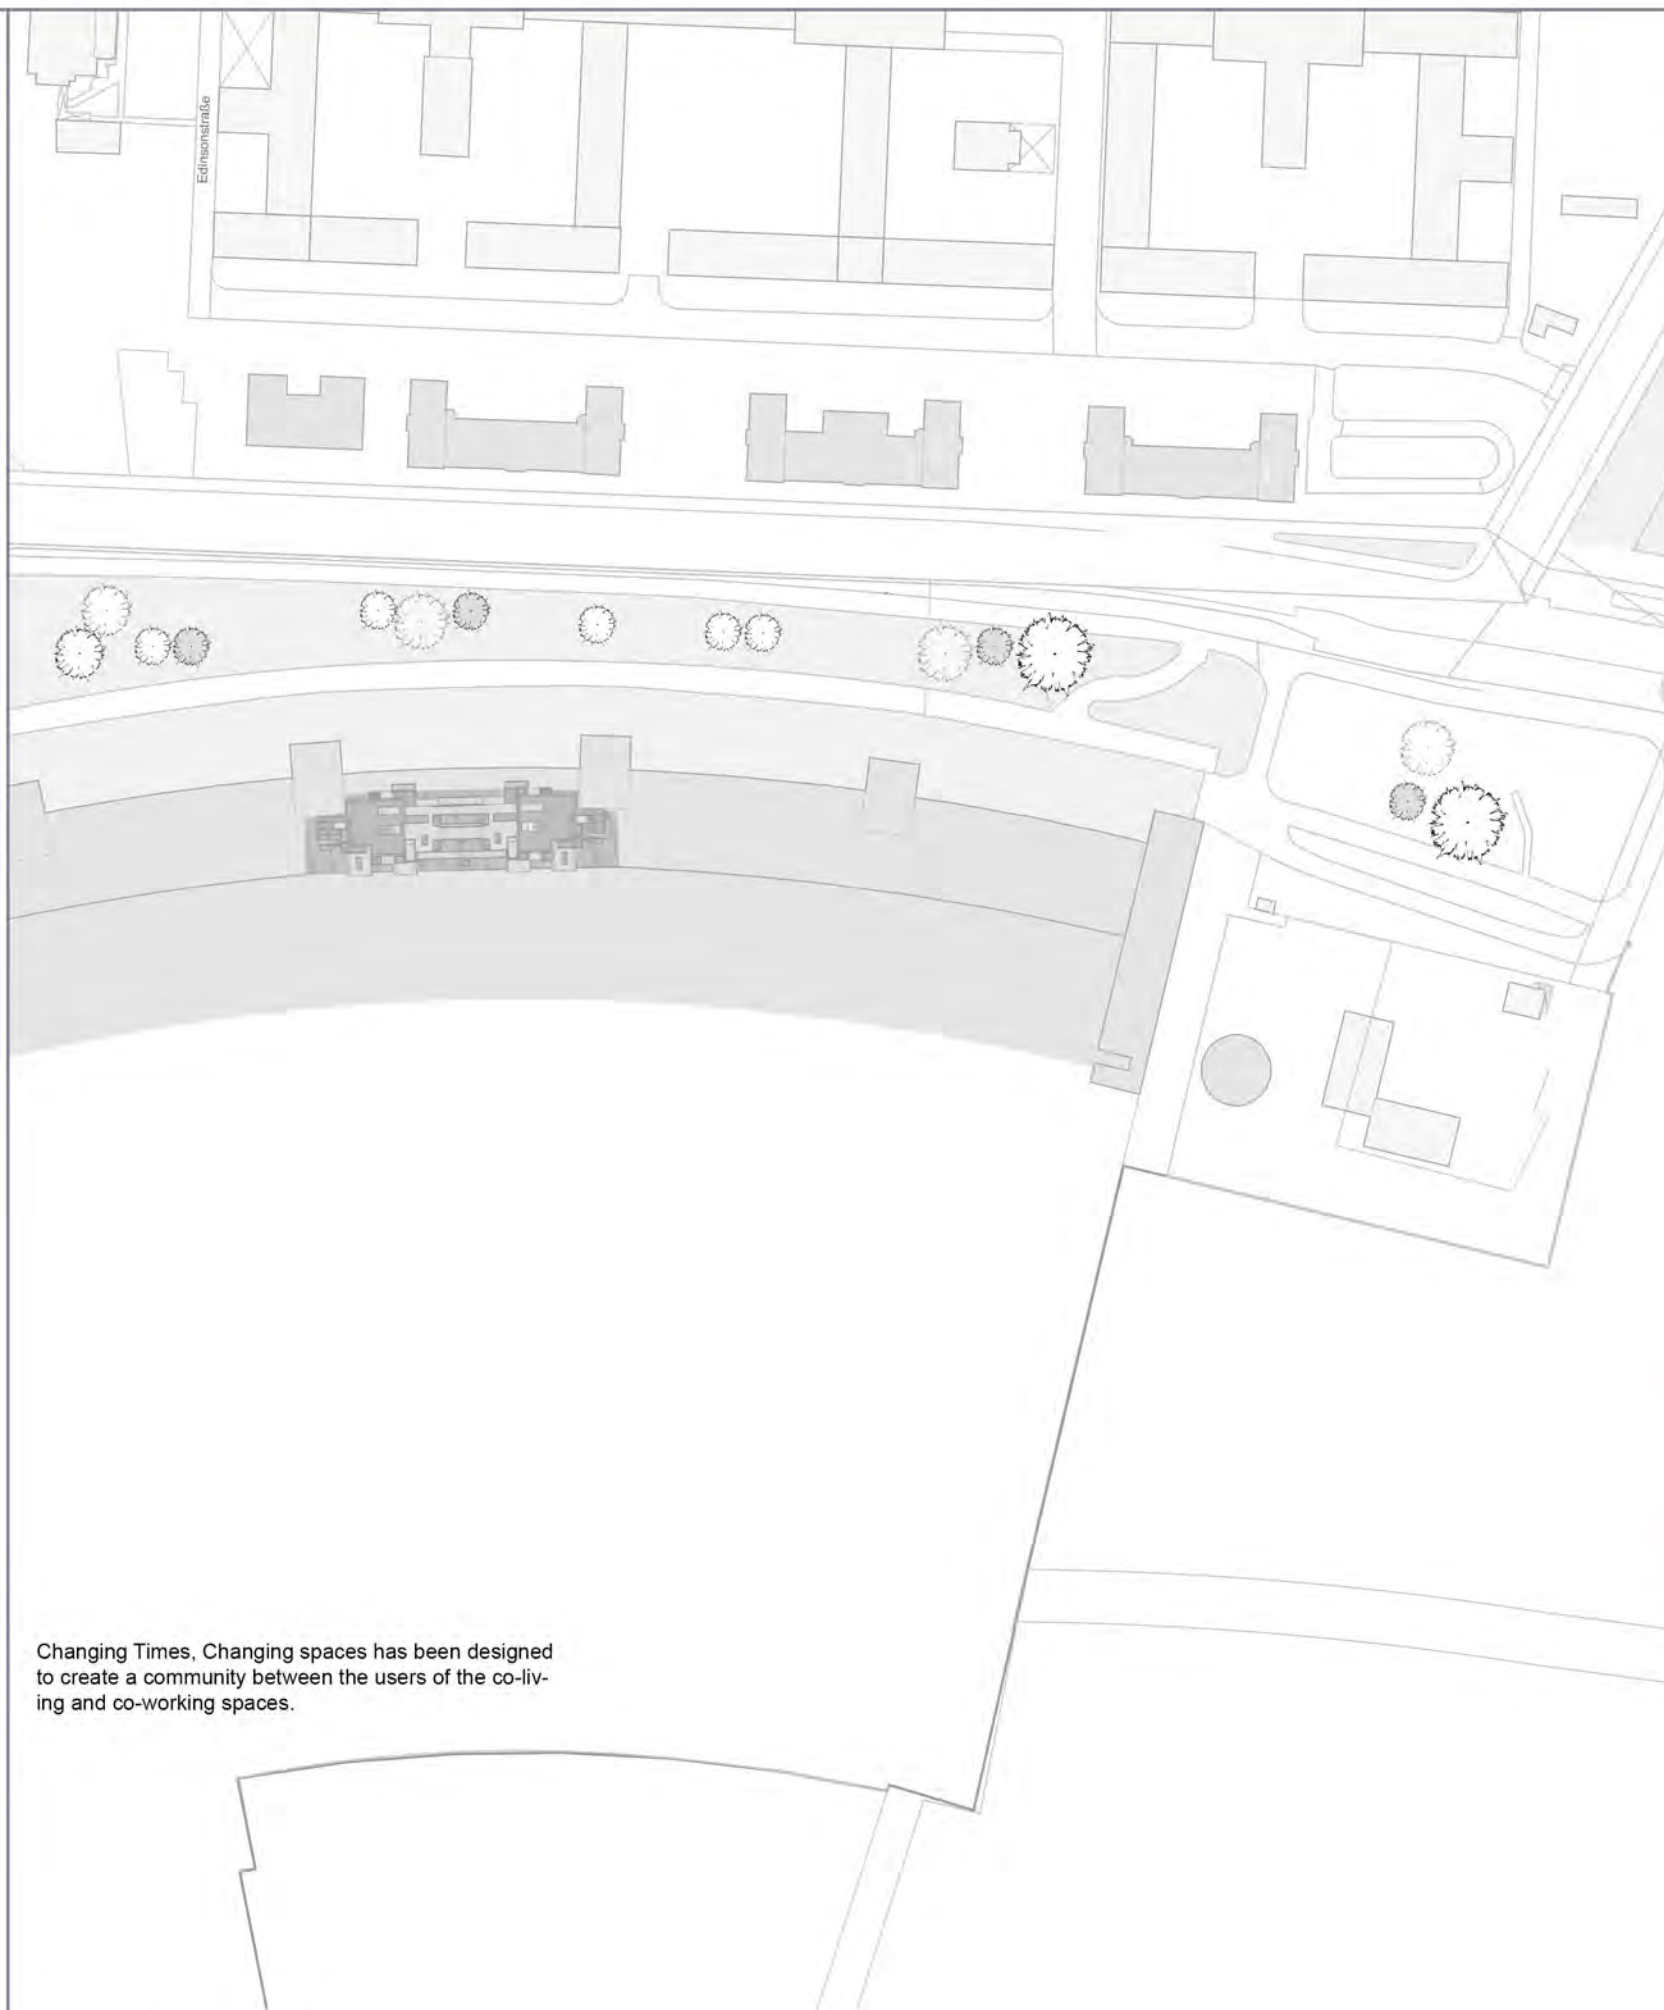 Edinsonstraße
Changing Times, Changing spaces has been designed
to create a community between the users of the co-liv-
ing and co-working spaces.